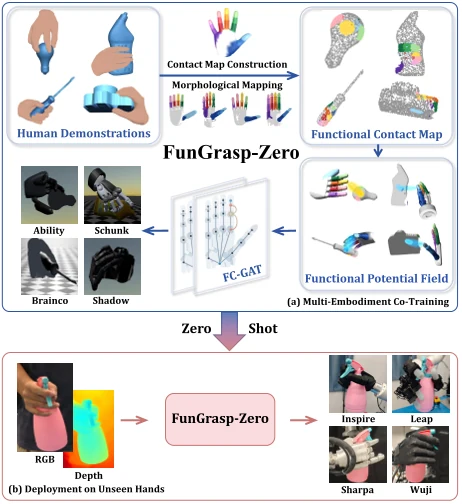 Contact Map Construction
Morphological Mapping
Human Demonstrations
Functional Contact Map
FunGrasp-Zero
Ability
Schunk
Brainco
Shadow
FC-GAT
Functional Potential Field
(a) Multi-Embodiment Co-Training
Zero Shot
RGB
Depth
FunGrasp-Zero
Inspire
Leap
Sharpa
Wuji
(b) Deployment on Unseen Hands